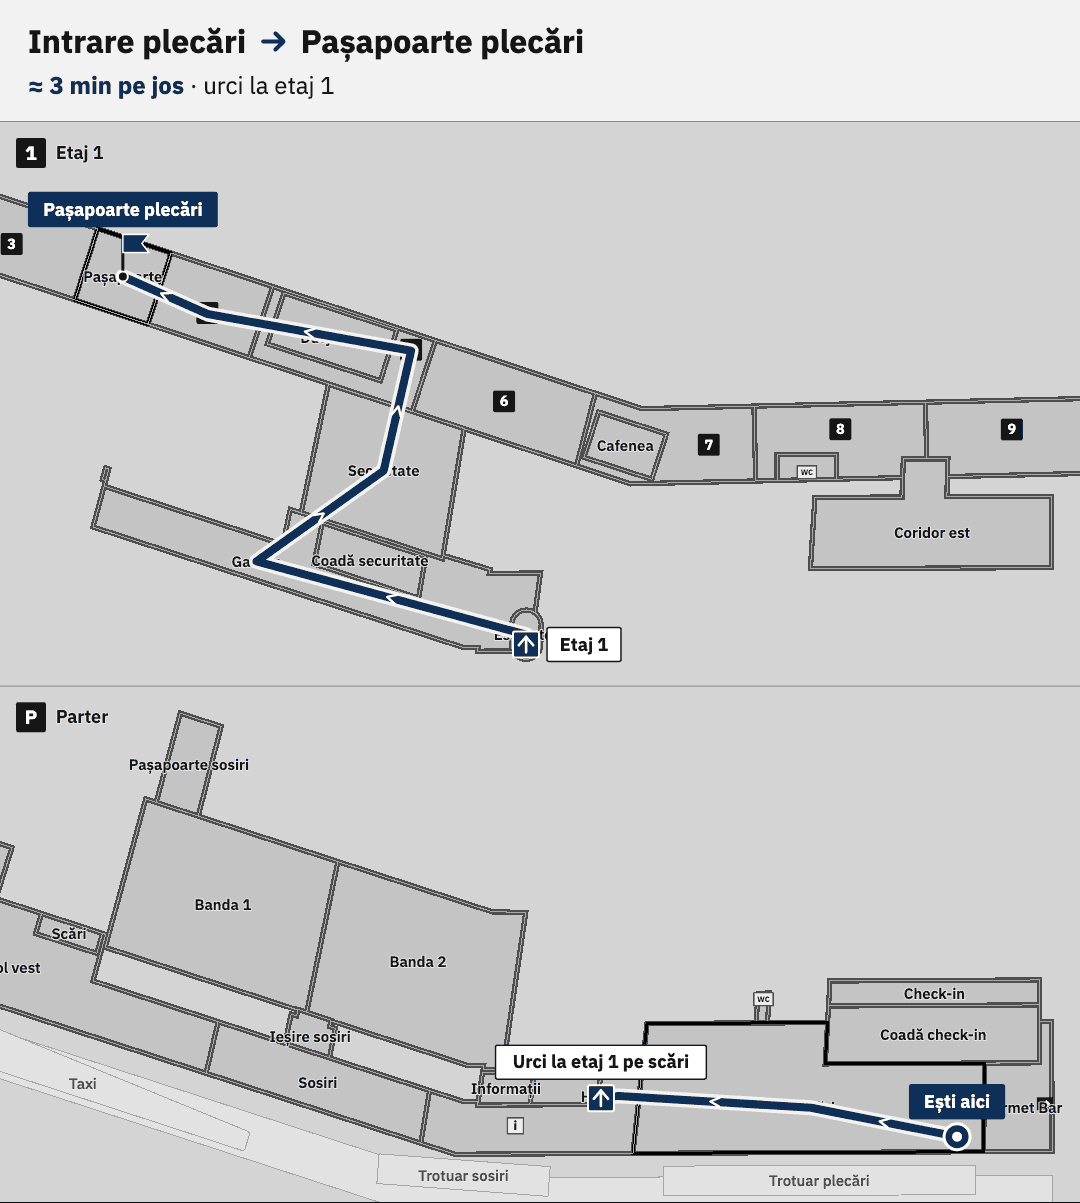 Intrare plecări → Pașapoarte plecări
≈ 3 min pe jos · urci la etaj 1
1 Etaj 1
Pașapoarte plecări
3
6
Cafenea
7
8
9
wc
Coridor est
Coadă securitate
Etaj 1
P Parter
Pașapoarte sosiri
Banda 1
Scări
Banda 2
wc
Check-in
Coadă check-in
Ieșire sosiri
Urci la etaj 1 pe scări
Taxi
Sosiri
Informații
Ești aici
Bar
i
Trotuar sosiri
Trotuar plecări